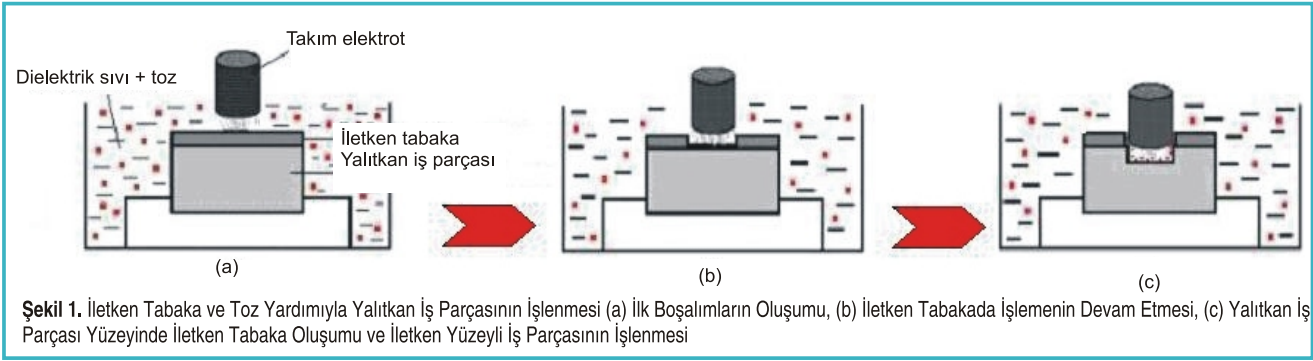 Takım elektrot
Dielektrik sıvı + toz
İletken tabaka
Yalıtkan iş parçası
(a)
(b)
(c)
Şekil 1. İletken Tabaka ve Toz Yardımıyla Yalıtkan İş Parçasının İşlenmesi (a) İlk Boşalımların Oluşumu, (b) İletken Tabakada İşlemenin Devam Etmesi, (c) Yalıtkan İş
Parçası Yüzeyinde İletken Tabaka Oluşumu ve İletken Yüzeyli İş Parçasının İşlenmesi